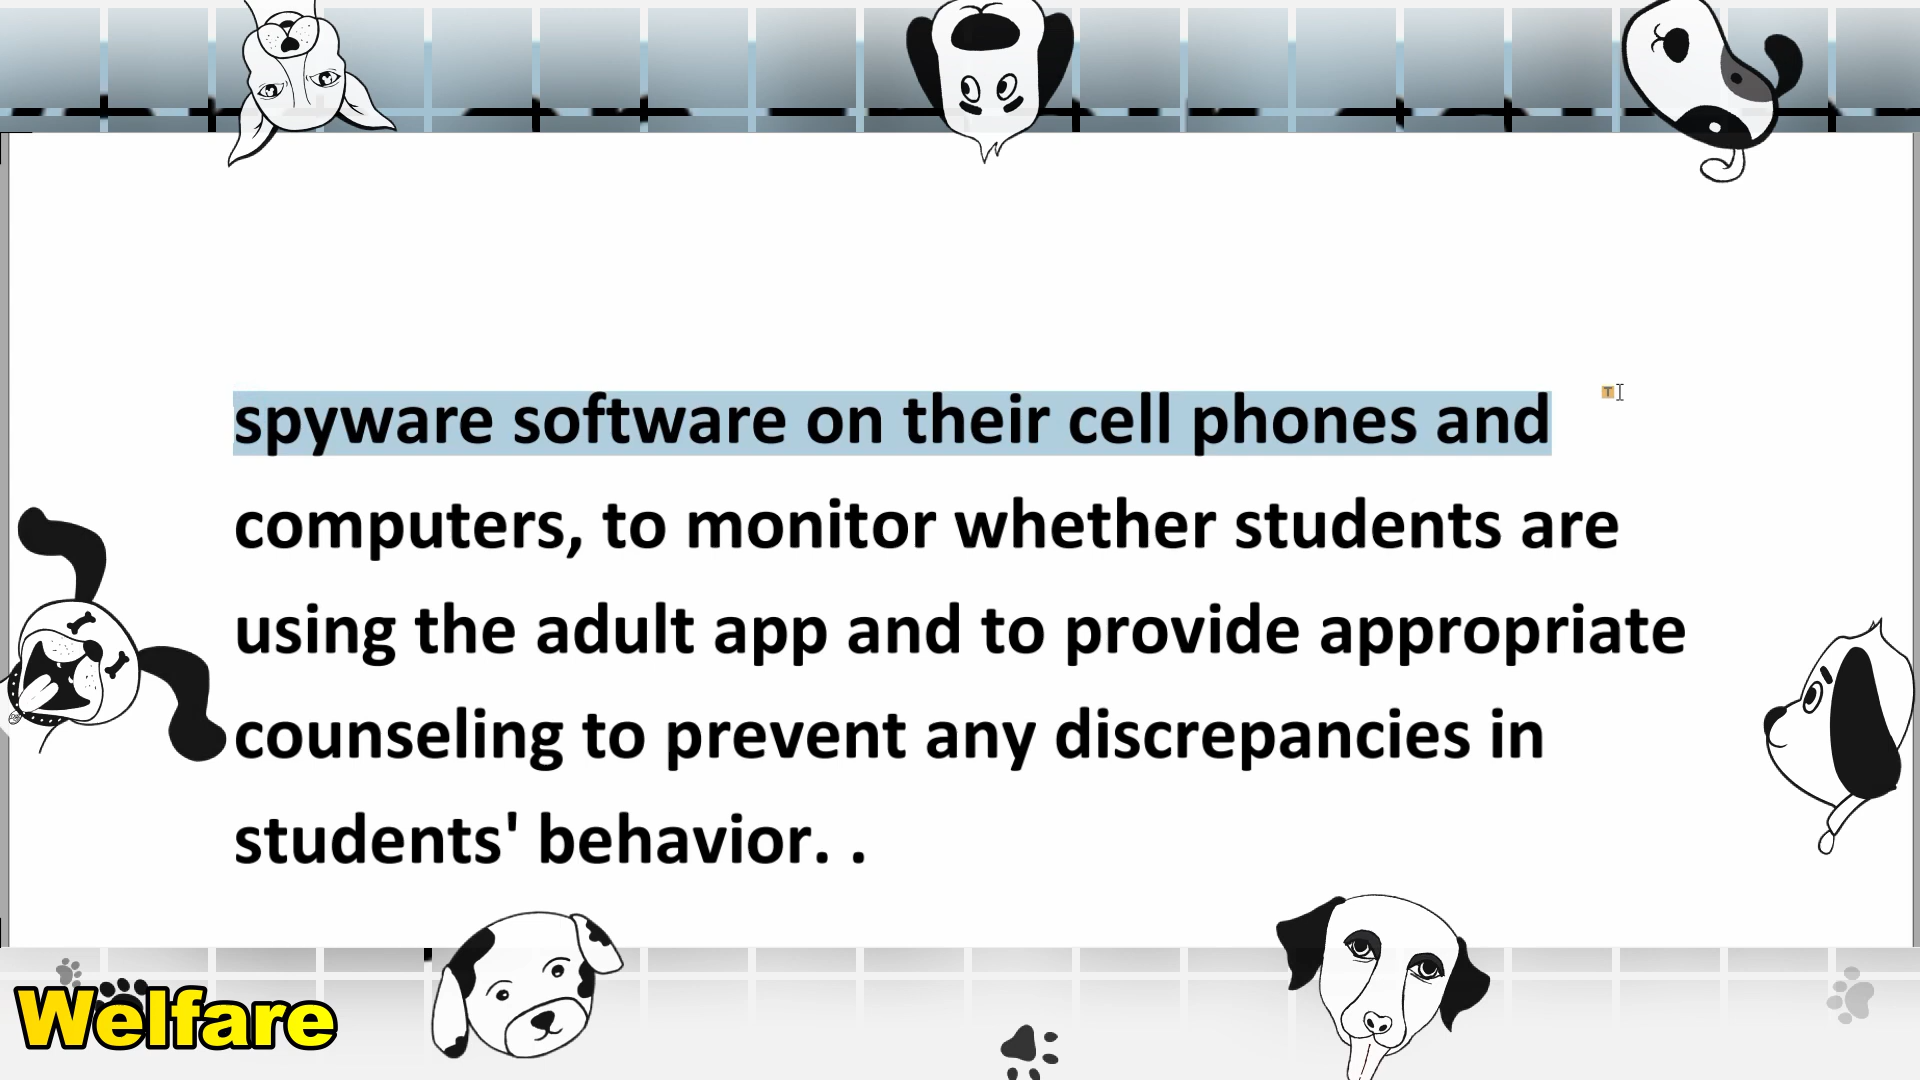 spyware software on their cell phones and
computers, to monitor whether students are
using the adult app and to provide appropriate
counseling to prevent any discrepancies in
students' behavior. .
Welfare